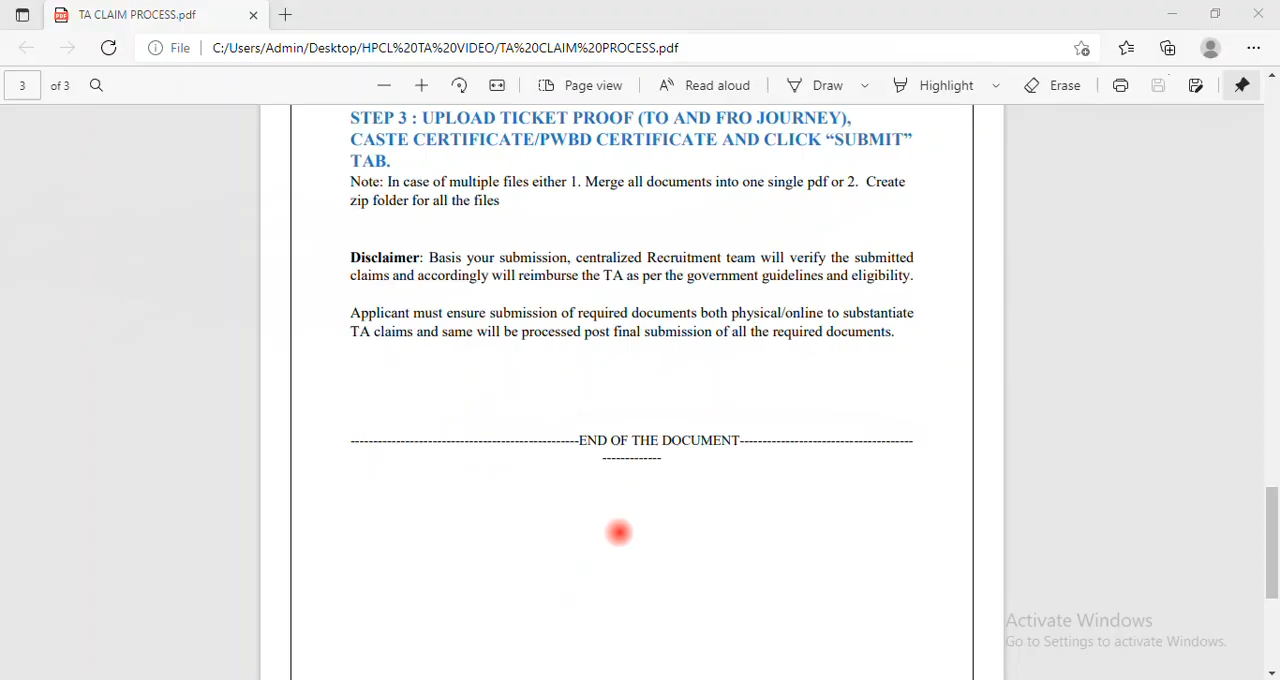 TA CLAIM PROCESS.pdf
File
C:/Users/Admin/Desktop/HPCL%20TA%20VIDEO/TA%20CLAIM%20PROCESS.pdf
3 of 3
Page view
Read aloud
Draw
Highlight
Erase
STEP 3 : UPLOAD TICKET PROOF (TO AND FRO JOURNEY),
CASTE CERTIFICATE/PWBD CERTIFICATE AND CLICK “SUBMIT”
TAB.
Note: In case of multiple files either 1. Merge all documents into one single pdf or 2. Create
zip folder for all the files
Disclaimer: Basis your submission, centralized Recruitment team will verify the submitted
claims and accordingly will reimburse the TA as per the government guidelines and eligibility.
Applicant must ensure submission of required documents both physical/online to substantiate
TA claims and same will be processed post final submission of all the required documents.
--------------------------------------------------END OF THE DOCUMENT--------------------------------------
-------------
Activate Windows
Go to Settings to activate Windows.